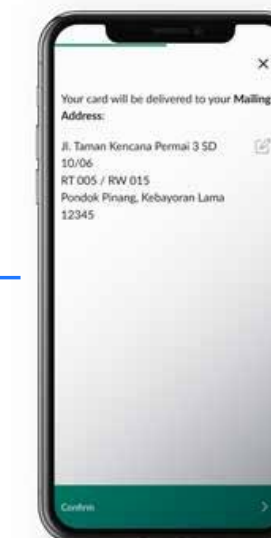 Your card will be delivered to your Mailing
Address:
Jl. Taman Kencana Permai 3 SD
10/06
RT 005 / RW 015
Pondok Pinang, Kebayoran Lama
12345
Confirm